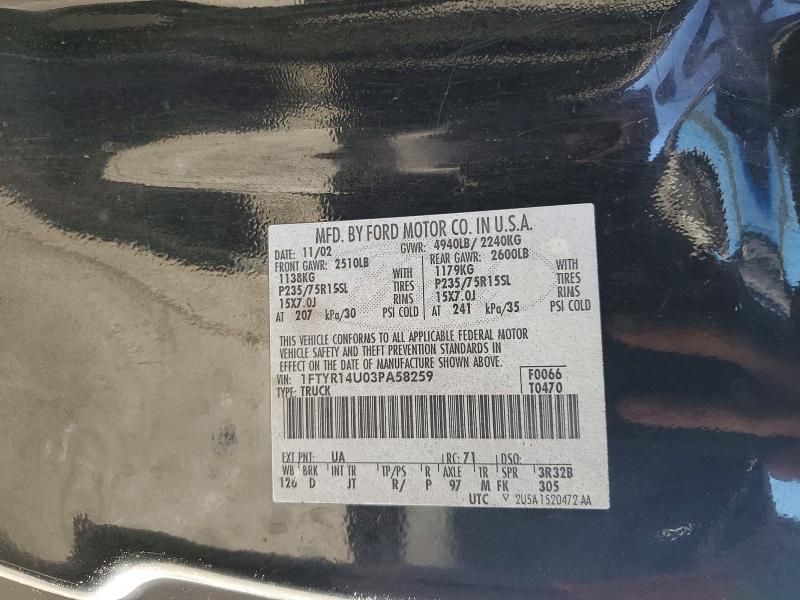 MFD. BY FORD MOTOR CO. IN U.S.A.
DATE: 11/02 GVWR: 4940LB/ 2240KG
FRONT GAWR: 2510LB REAR GAWR: 2600LB
1138KG WITH 1179KG WITH
P235/75R15SL TIRES P235/75R15SL TIRES
15X7.0J RIMS 15X7.0J RIMS
AT 207 kPa/30 PSI COLD AT 241 kPa/35 PSI COLD
THIS VEHICLE CONFORMS TO ALL APPLICABLE FEDERAL MOTOR
VEHICLE SAFETY AND THEFT PREVENTION STANDARDS IN
EFFECT ON THE DATE OF MANUFACTURE SHOWN ABOVE.
VIN: 1FTYR14U03PA58259 F0066
TYPE: TRUCK T0470
EXT PNT: UA RC: 71 DSO:
WB BRK INT TR TP/PS R AXLE TR SPR 3R32B
126 D JT R/ P 97 M FK 305
UTC 2U5A-1520472-AA